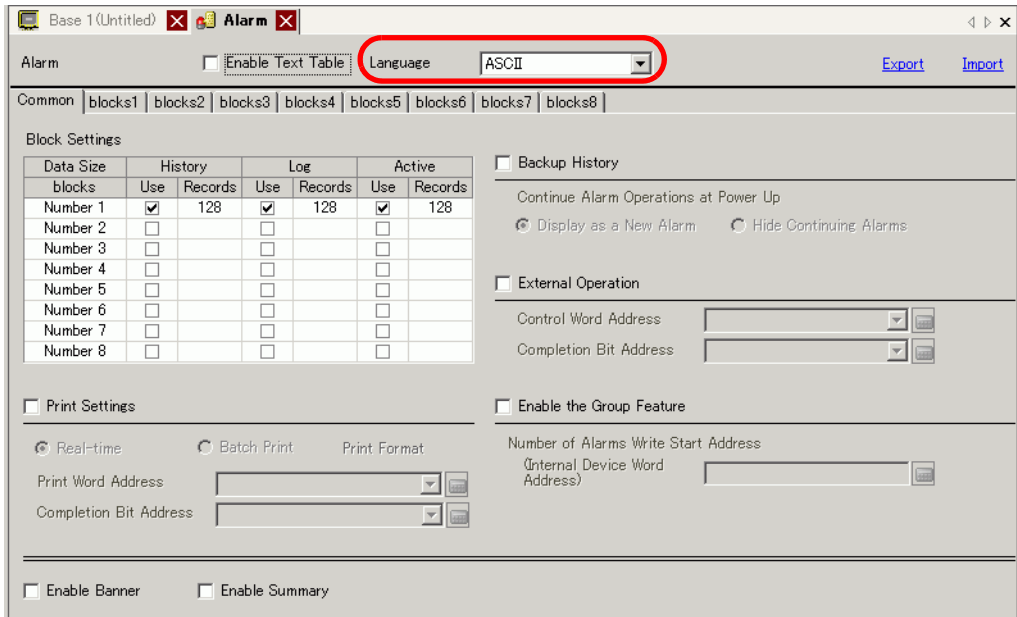 Base 1(Untitled) Alarm
Alarm Enable Text Table Language ASCII Export Import
Common blocks1 blocks2 blocks3 blocks4 blocks5 blocks6 blocks7 blocks8
Block Settings
Data Size History Log Active
blocks Use Records Use Records Use Records
Number 1 128 128 128
Number 2
Number 3
Number 4
Number 5
Number 6
Number 7
Number 8
Backup History
Continue Alarm Operations at Power Up
Display as a New Alarm Hide Continuing Alarms
External Operation
Control Word Address
Completion Bit Address
Print Settings
Real-time Batch Print Print Format
Print Word Address
Completion Bit Address
Enable the Group Feature
Number of Alarms Write Start Address
(Internal Device Word
Address)
Enable Banner Enable Summary